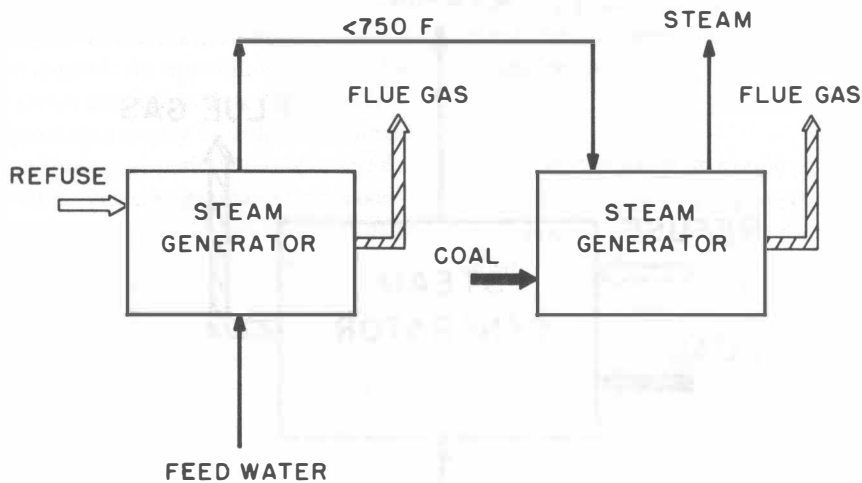 <750 F
STEAM
FLUE GAS
FLUE GAS
REFUSE
STEAM
GENERATOR
STEAM
GENERATOR
COAL
FEED WATER